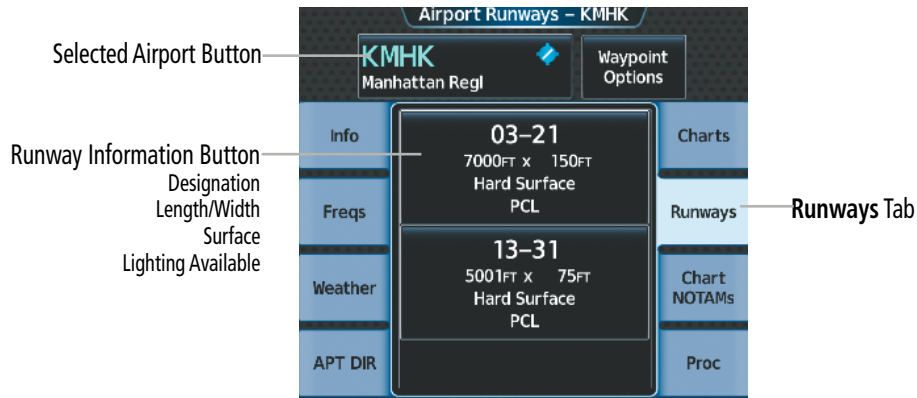 Airport Runways – KMHK
Selected Airport Button
KMHK
Manhattan Regl
Waypoint
Options
Info
Freqs
Weather
APT DIR
Runway Information Button
Designation
Length/Width
Surface
Lighting Available
03–21
7000FT x 150FT
Hard Surface
PCL
13–31
5001FT x 75FT
Hard Surface
PCL
Charts
Runways
Chart
NOTAMs
Proc
Runways Tab